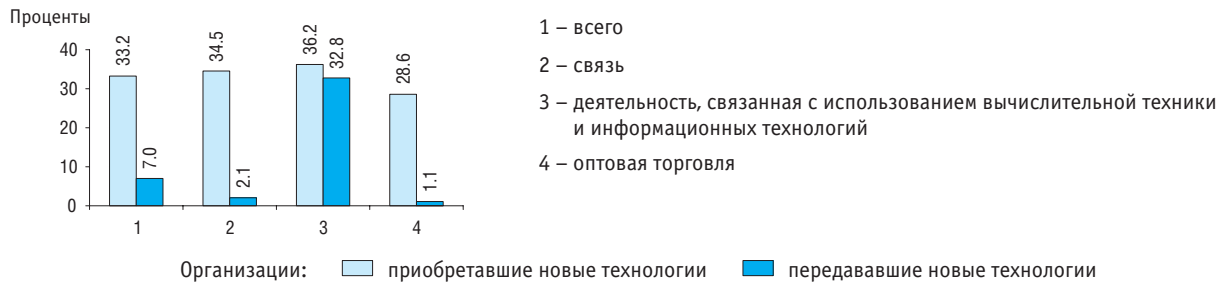 Проценты
40
30
20
10
0
33.2
7.0
34.5
2.1
36.2
32.8
28.6
1.1
1
2
3
4
1 – всего
2 – связь
3 – деятельность, связанная с использованием вычислительной техники
и информационных технологий
4 – оптовая торговля
Организации: приобретавшие новые технологии передававшие новые технологии